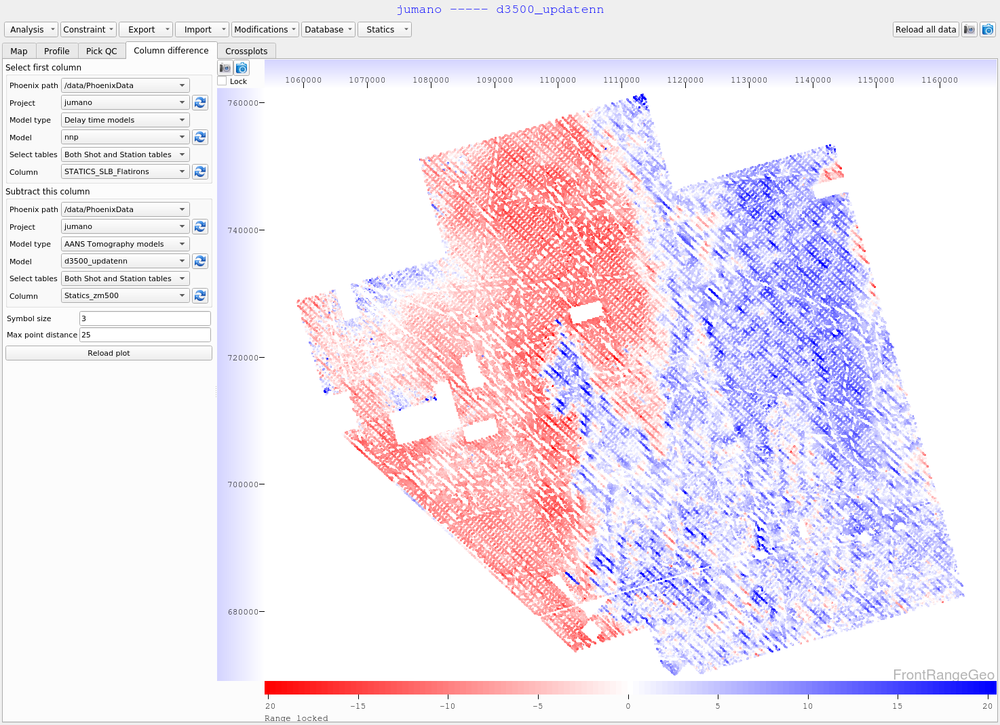 jumano ----- d3500_updatenn
Analysis Constraint Export Import Modifications Database Statics Reload all data
Map Profile Pick QC Column difference Crossplots
Select first column
Phoenix path /data/PhoenixData
Project jumano
Model type Delay time models
Model nnp
Select tables Both Shot and Station tables
Column STATICS_SLB_Flatirons
Subtract this column
Phoenix path /data/PhoenixData
Project jumano
Model type AANS Tomography models
Model d3500_updatenn
Select tables Both Shot and Station tables
Column Statics_zm500
Symbol size 3
Max point distance 25
Reload plot
Lock
1060000 1070000 1080000 1090000 1100000 1110000 1120000 1130000 1140000 1150000 1160000
760000
740000
720000
700000
680000
FrontRangeGeo
20 -15 -10 -5 0 5 10 15 20
Range locked